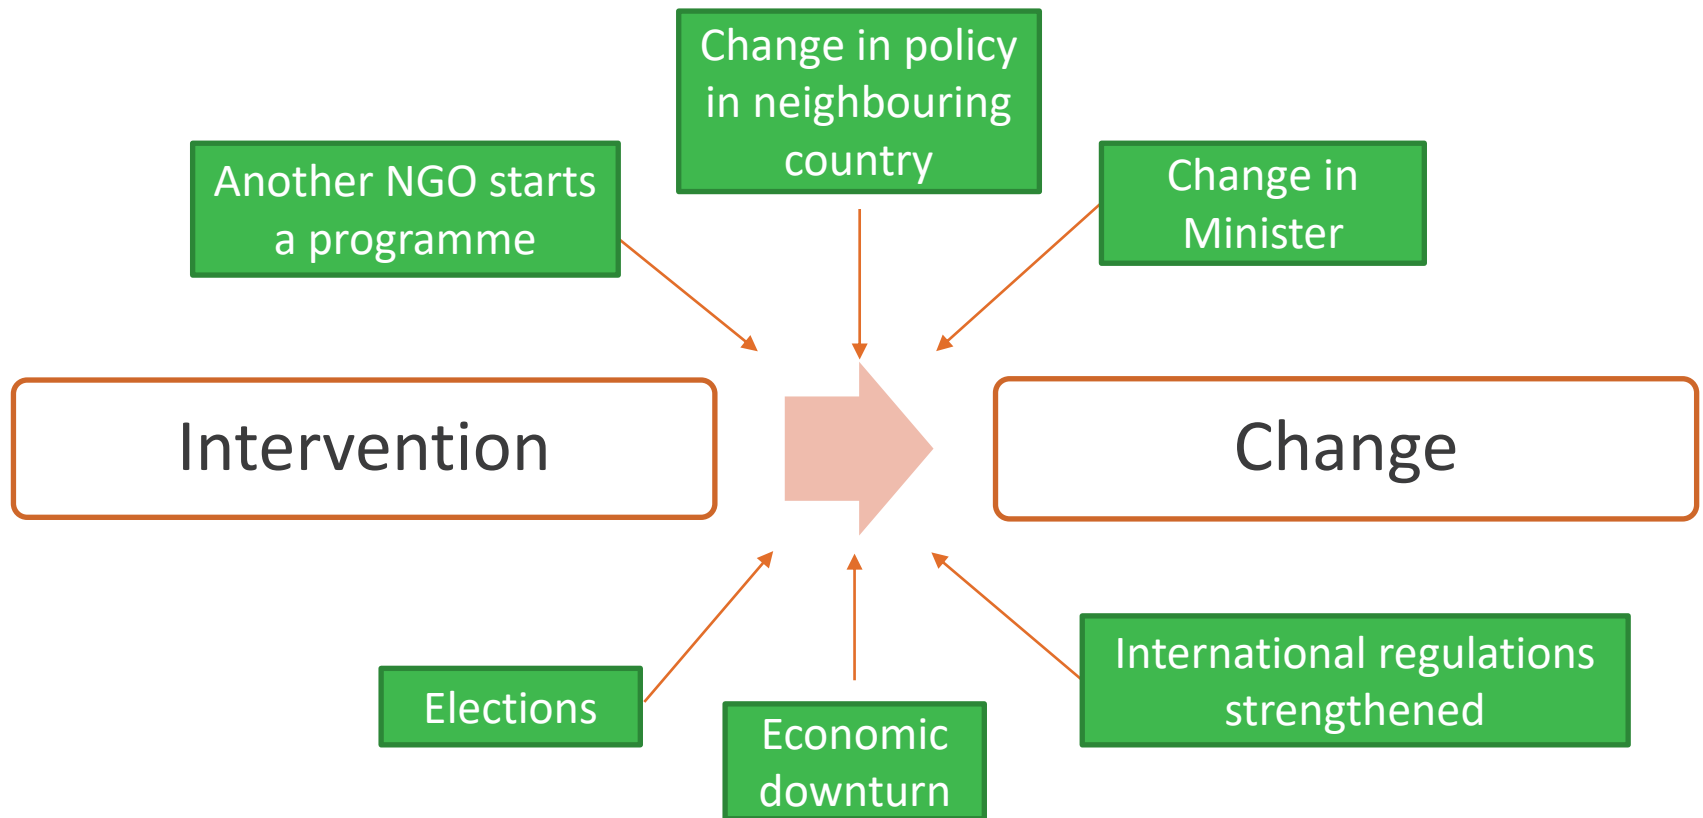 Change in policy
in neighbouring
country
Another NGO starts
a programme
Change in
Minister
Intervention
Change
Elections
Economic
downturn
International regulations
strengthened